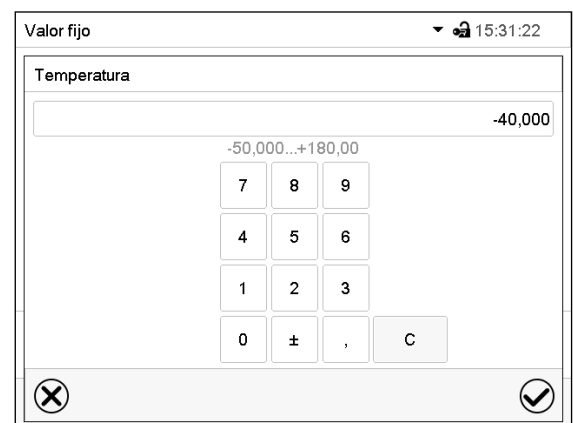 Valor fijo 15:31:22
Temperatura
-40,000
-50,000...+180,00
7 8 9
4 5 6
1 2 3
0 ± , C